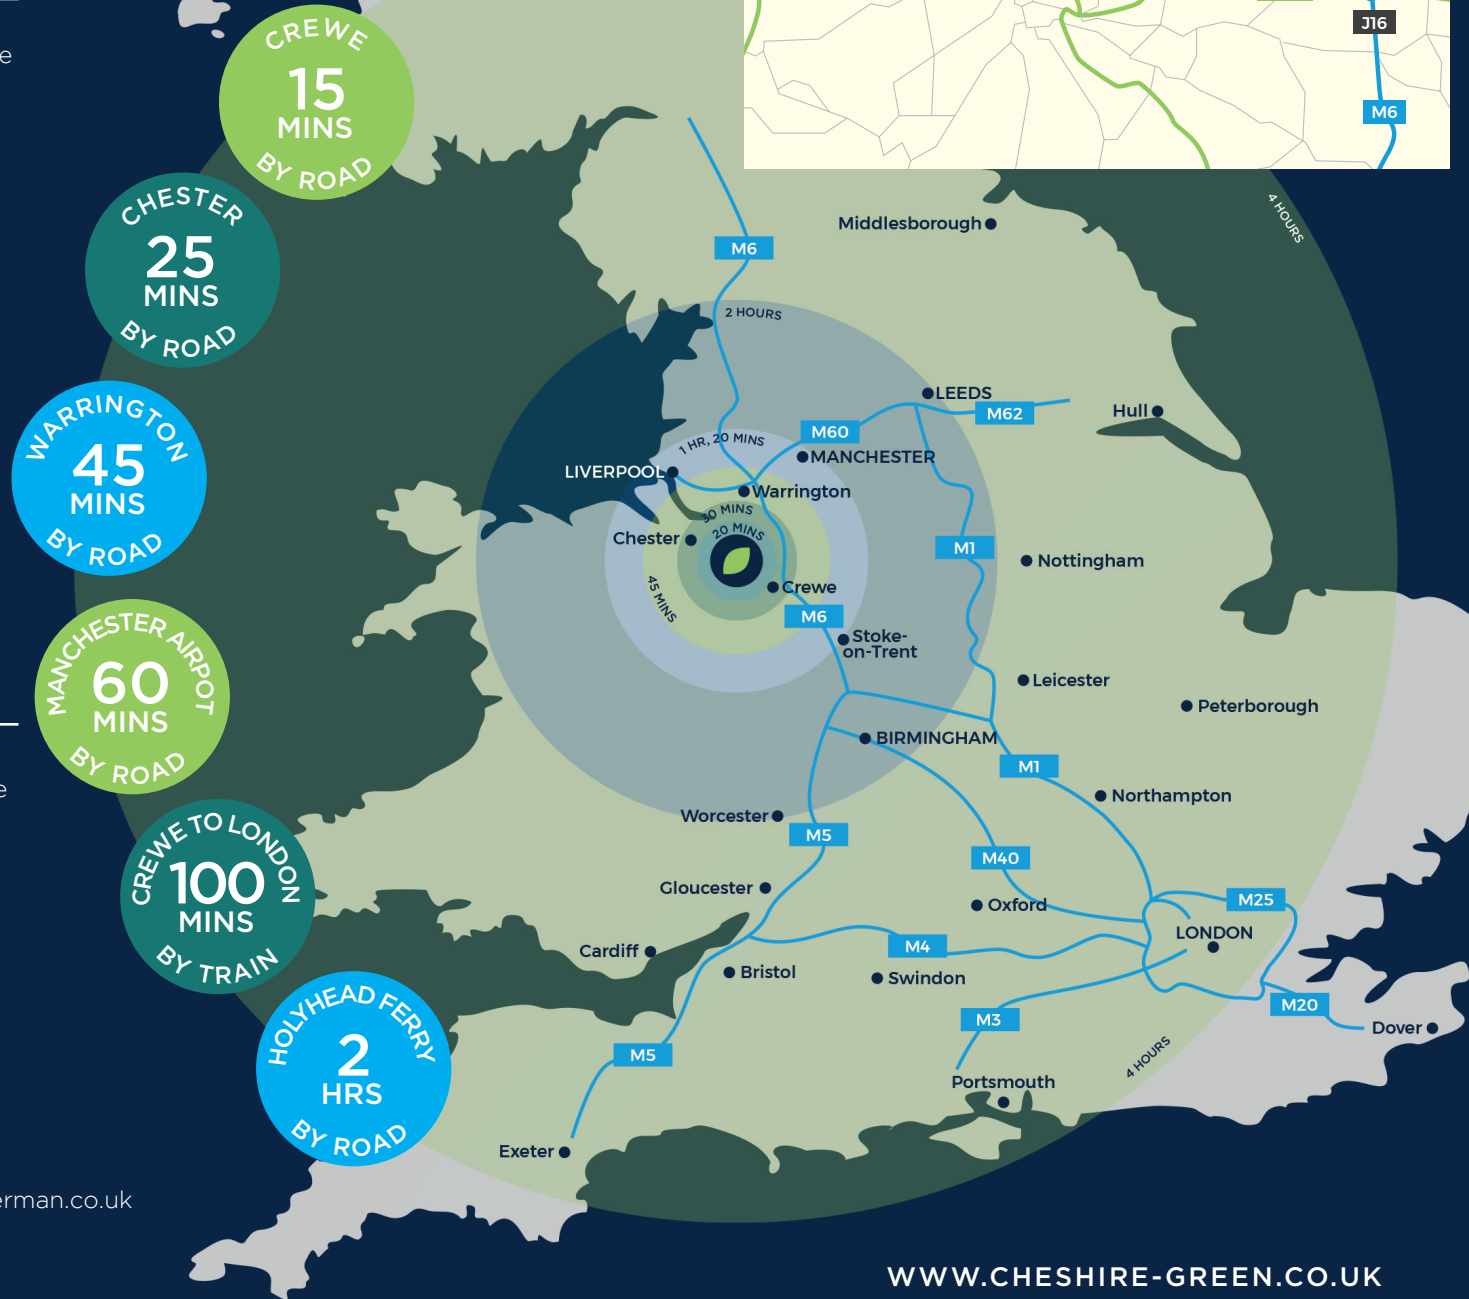 e
CREWE
15
MINS
BY ROAD
CHESTER
25
MINS
BY ROAD
WARRINGTON
45
MINS
BY ROAD
MANCHESTER AIRPOT
60
MINS
BY ROAD
e
CREWE TO LONDON
100
MINS
BY TRAIN
HOLYHEAD FERRY
2
HRS
BY ROAD
erman.co.uk
J16
M6
4 HOURS
Middlesborough
M6
2 HOURS
LEEDS
M62
Hull
M60
1 HR, 20 MINS
MANCHESTER
LIVERPOOL
Warrington
30 MINS
20 MINS
Chester
M1
Nottingham
45 MINS
Crewe
M6
Stoke-
on-Trent
Leicester
Peterborough
BIRMINGHAM
M1
Northampton
Worcester
M5
M40
Gloucester
Oxford
M25
LONDON
Cardiff
M4
Bristol
Swindon
M20
M3
Dover
M5
4 HOURS
Portsmouth
Exeter
WWW.CHESHIRE-GREEN.CO.UK